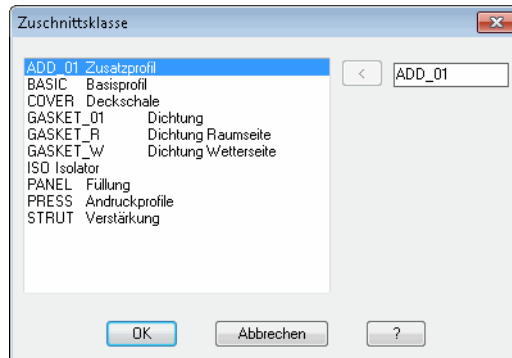 Zuschnittsklasse
ADD_01 Zusatzprofil
BASIC Basisprofil
COVER Deckschale
GASKET_01 Dichtung
GASKET_R Dichtung Raumseite
GASKET_W Dichtung Wetterseite
ISO Isolator
PANEL Füllung
PRESS Andruckprofile
STRUT Verstärkung
< ADD_01
OK Abbrechen ?